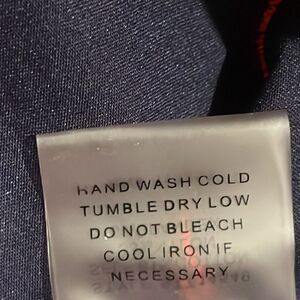 HAND WASH COLD
TUMBLE DRY LOW
DO NOT BLEACH
COOL IRON IF
NECESSARY